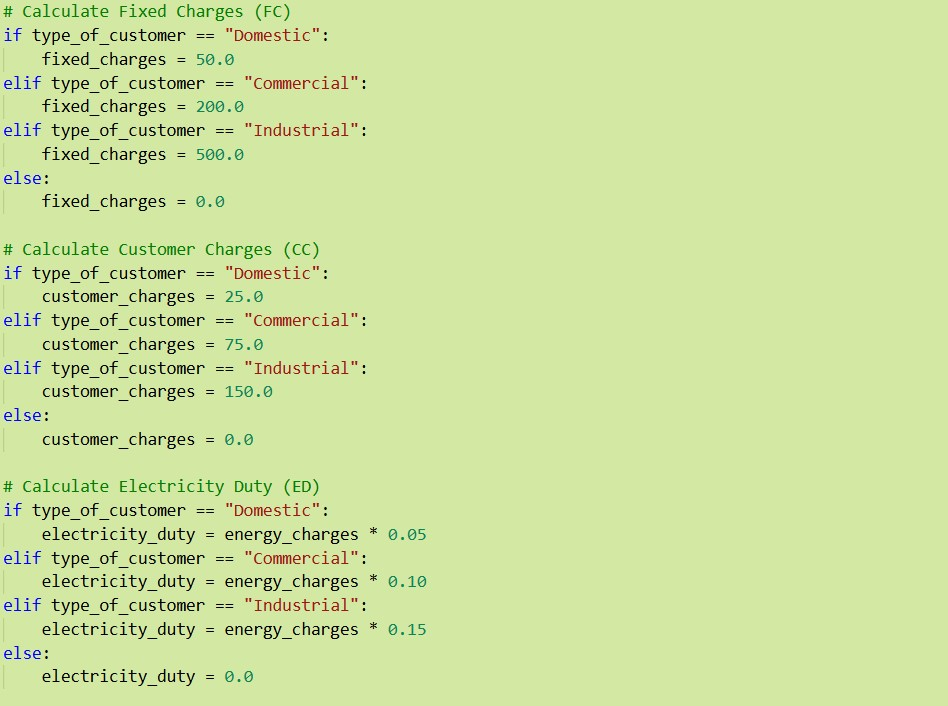 # Calculate Fixed Charges (FC)
if type_of_customer == "Domestic":
    fixed_charges = 50.0
elif type_of_customer == "Commercial":
    fixed_charges = 200.0
elif type_of_customer == "Industrial":
    fixed_charges = 500.0
else:
    fixed_charges = 0.0

# Calculate Customer Charges (CC)
if type_of_customer == "Domestic":
    customer_charges = 25.0
elif type_of_customer == "Commercial":
    customer_charges = 75.0
elif type_of_customer == "Industrial":
    customer_charges = 150.0
else:
    customer_charges = 0.0

# Calculate Electricity Duty (ED)
if type_of_customer == "Domestic":
    electricity_duty = energy_charges * 0.05
elif type_of_customer == "Commercial":
    electricity_duty = energy_charges * 0.10
elif type_of_customer == "Industrial":
    electricity_duty = energy_charges * 0.15
else:
    electricity_duty = 0.0